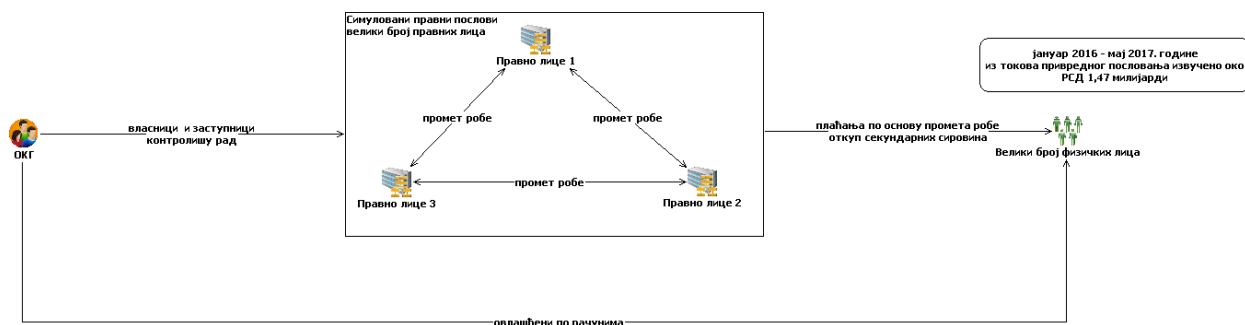 Симуловани правни послови
велики број правних лица
Правно лице 1
јануар 2016 - мај 2017. године
из токова привредног пословања извучено око
РСД 1,47 милијарди
промет робе
промет робе
власници и заступници
контролишу рад
плаћања по основу промета робе
откуп секундарних сировина
ОКГ
Велики број физичких лица
промет робе
Правно лице 3
Правно лице 2
овлашћени по рачунима